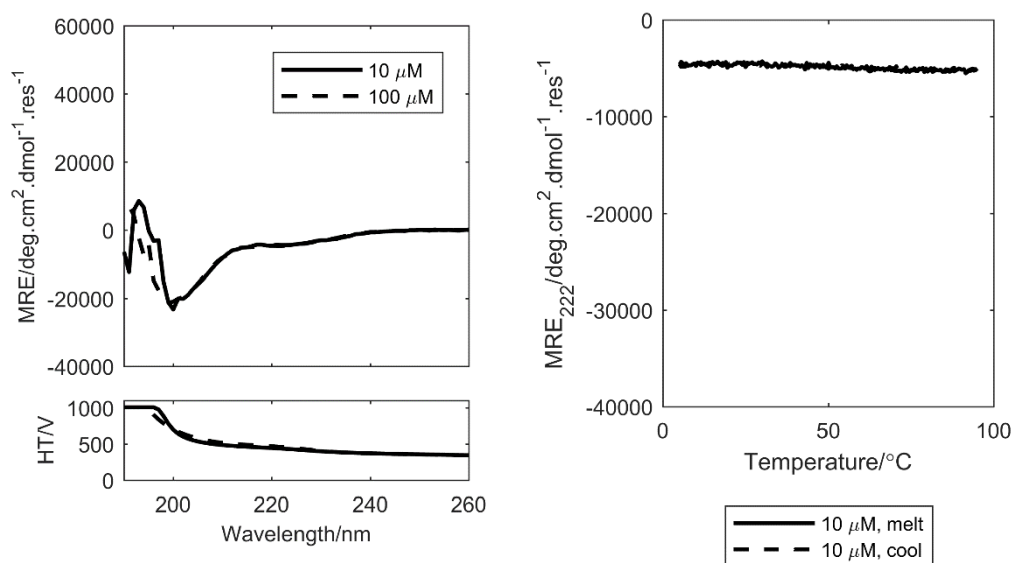 60000
40000
20000
0
-20000
-40000
MRE/deg.cm².dmol⁻¹.res⁻¹
10 μM
100 μM
1000
500
0
HT/V
200
220
240
260
Wavelength/nm
0
-10000
-20000
-30000
-40000
MRE₂₂₂/deg.cm².dmol⁻¹.res⁻¹
0
50
100
Temperature/°C
10 μM, melt
10 μM, cool